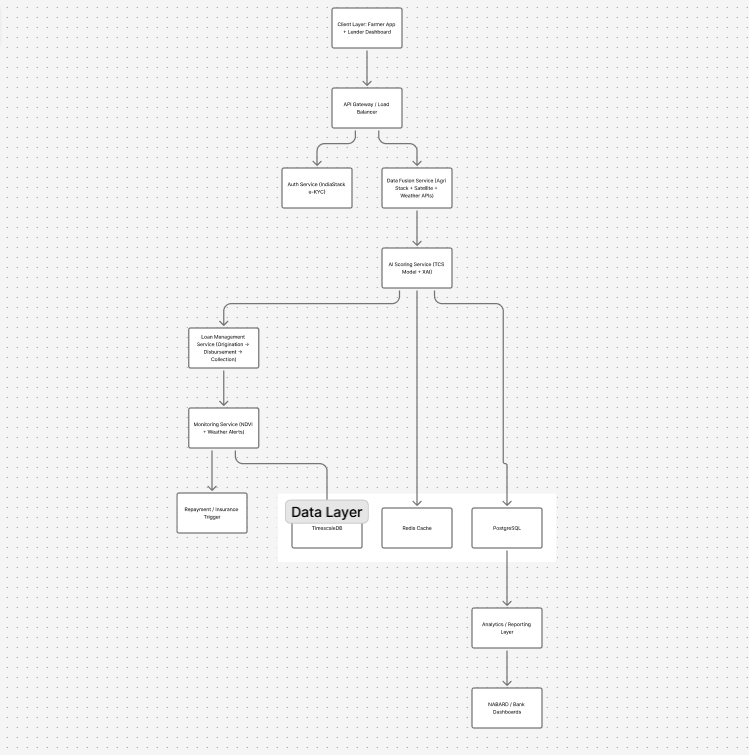 Client Layer: Farmer App
+ Lender Dashboard
API Gateway / Load
Balancer
Auth Service (IndiaStack
e-KYC)
Data Fusion Service (Agri
Stack + Satellite +
Weather APIs)
AI Scoring Service (TCS
Model + XAI)
Loan Management
Service (Origination →
Disbursement →
Collection)
Monitoring Service (NDVI
+ Weather Alerts)
Repayment / Insurance
Trigger
Data Layer
TimescaleDB
Redis Cache
PostgreSQL
Analytics / Reporting
Layer
NABARD / Bank
Dashboards